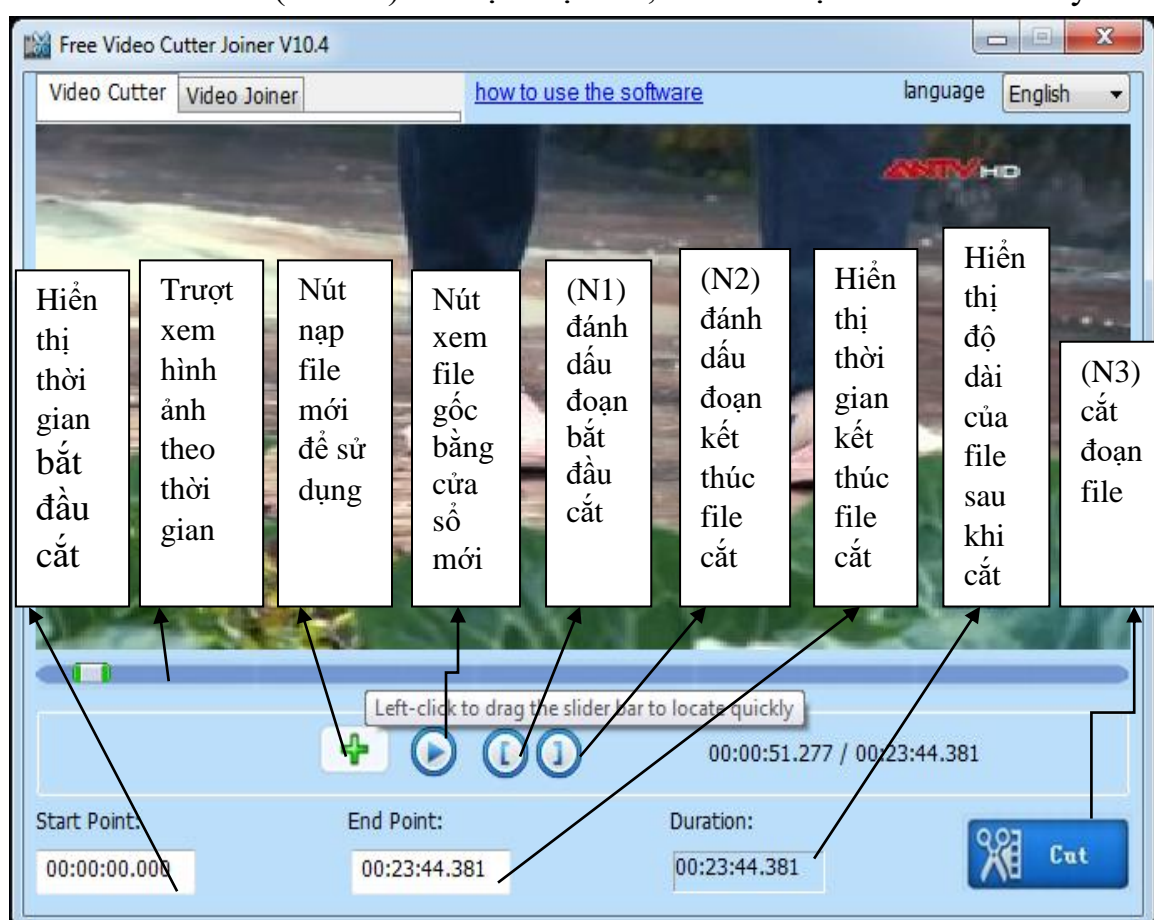 Free Video Cutter Joiner V10.4
Video Cutter
Video Joiner
how to use the software
language
English
ANTV HD
Hiển
thị
thời
gian
bắt
đầu
cắt
Trượt
xem
hình
ảnh
theo
thời
gian
Nút
nạp
file
mới
để sử
dụng
Nút
xem
file
gốc
bằng
cửa
sổ
mới
(N1)
đánh
dấu
đoạn
bắt
đầu
cắt
(N2)
đánh
dấu
đoạn
kết
thúc
file
cắt
Hiển
thị
thời
gian
kết
thúc
file
cắt
Hiển
thị
độ
dài
của
file
sau
khi
cắt
(N3)
cắt
đoạn
file
Left-click to drag the slider bar to locate quickly
00:00:51.277 / 00:23:44.381
Start Point:
End Point:
Duration:
00:00:00.000
00:23:44.381
00:23:44.381
Cut